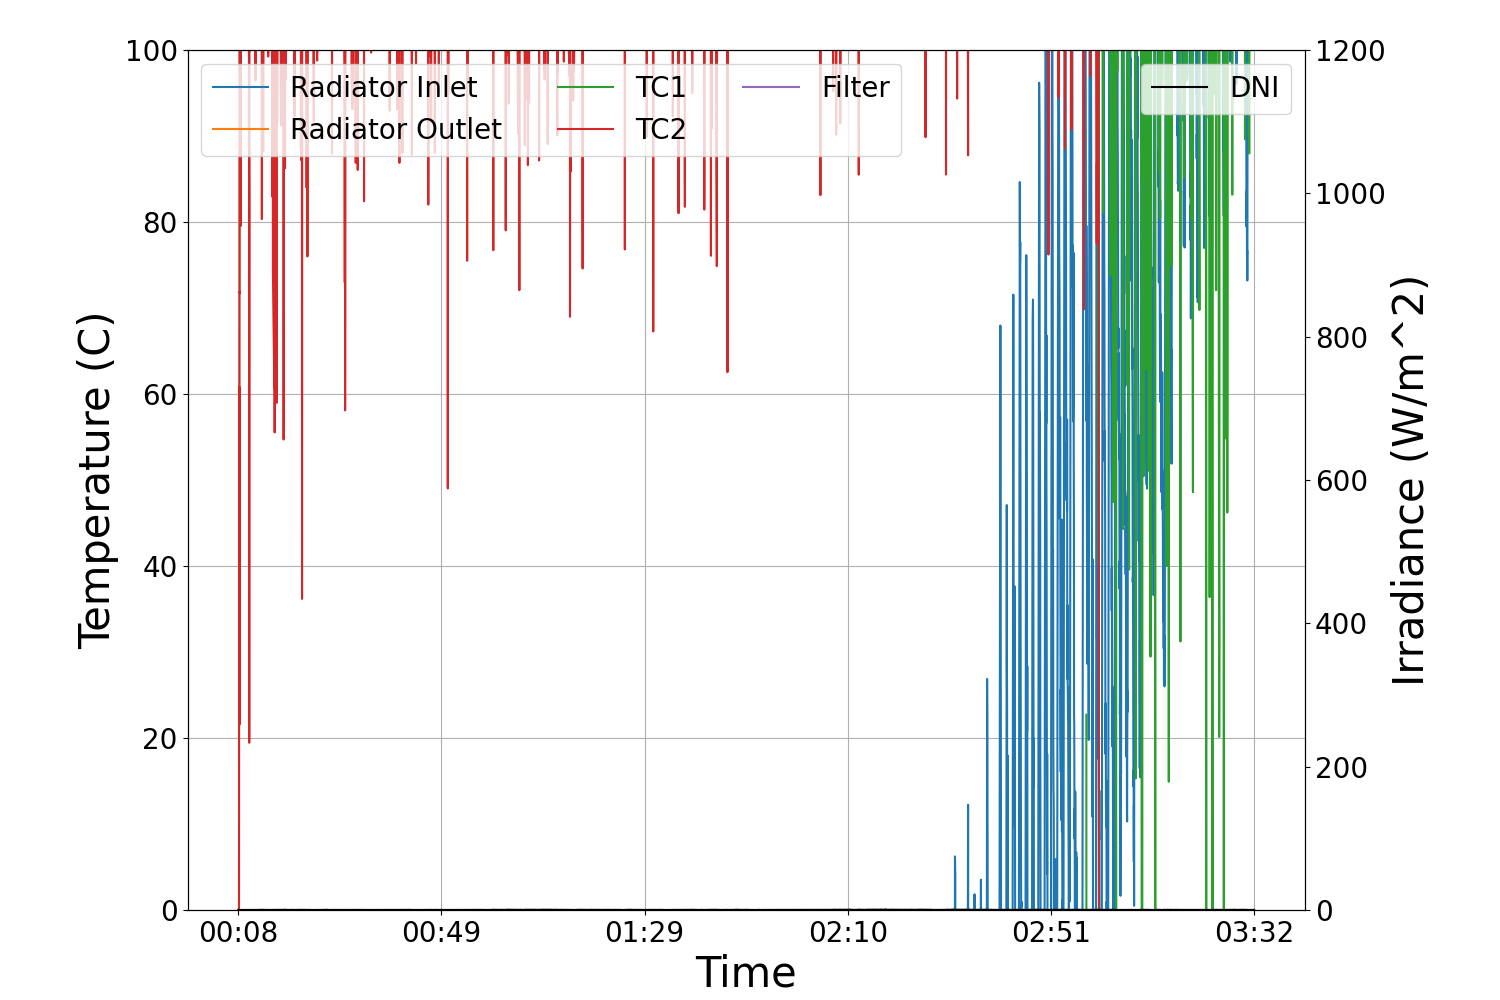 100
80
60
40
20
0
Temperature (C)
Radiator Inlet
Radiator Outlet
TC1
TC2
Filter
DNI
1200
1000
800
600
400
200
0
Irradiance (W/m^2)
00:08
00:49
01:29
02:10
02:51
03:32
Time